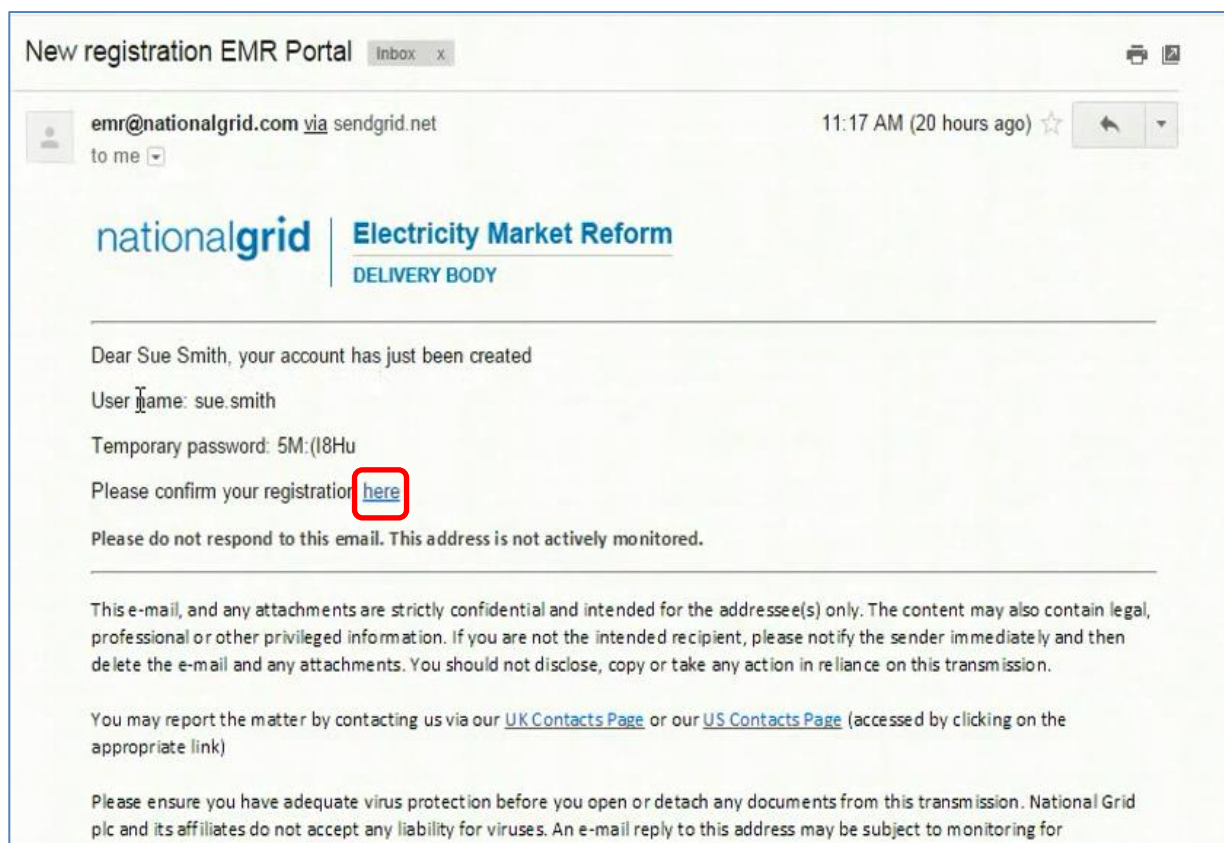 New registration EMR Portal Inbox x
emr@nationalgrid.com via sendgrid.net 11:17 AM (20 hours ago)
to me
nationalgrid Electricity Market Reform
DELIVERY BODY
Dear Sue Smith, your account has just been created
User name: sue.smith
Temporary password: 5M:(I8Hu
Please confirm your registration here
Please do not respond to this email. This address is not actively monitored.
This e-mail, and any attachments are strictly confidential and intended for the addressee(s) only. The content may also contain legal,
professional or other privileged information. If you are not the intended recipient, please notify the sender immediately and then
delete the e-mail and any attachments. You should not disclose, copy or take any action in reliance on this transmission.
You may report the matter by contacting us via our UK Contacts Page or our US Contacts Page (accessed by clicking on the
appropriate link)
Please ensure you have adequate virus protection before you open or detach any documents from this transmission. National Grid
plc and its affiliates do not accept any liability for viruses. An e-mail reply to this address may be subject to monitoring for